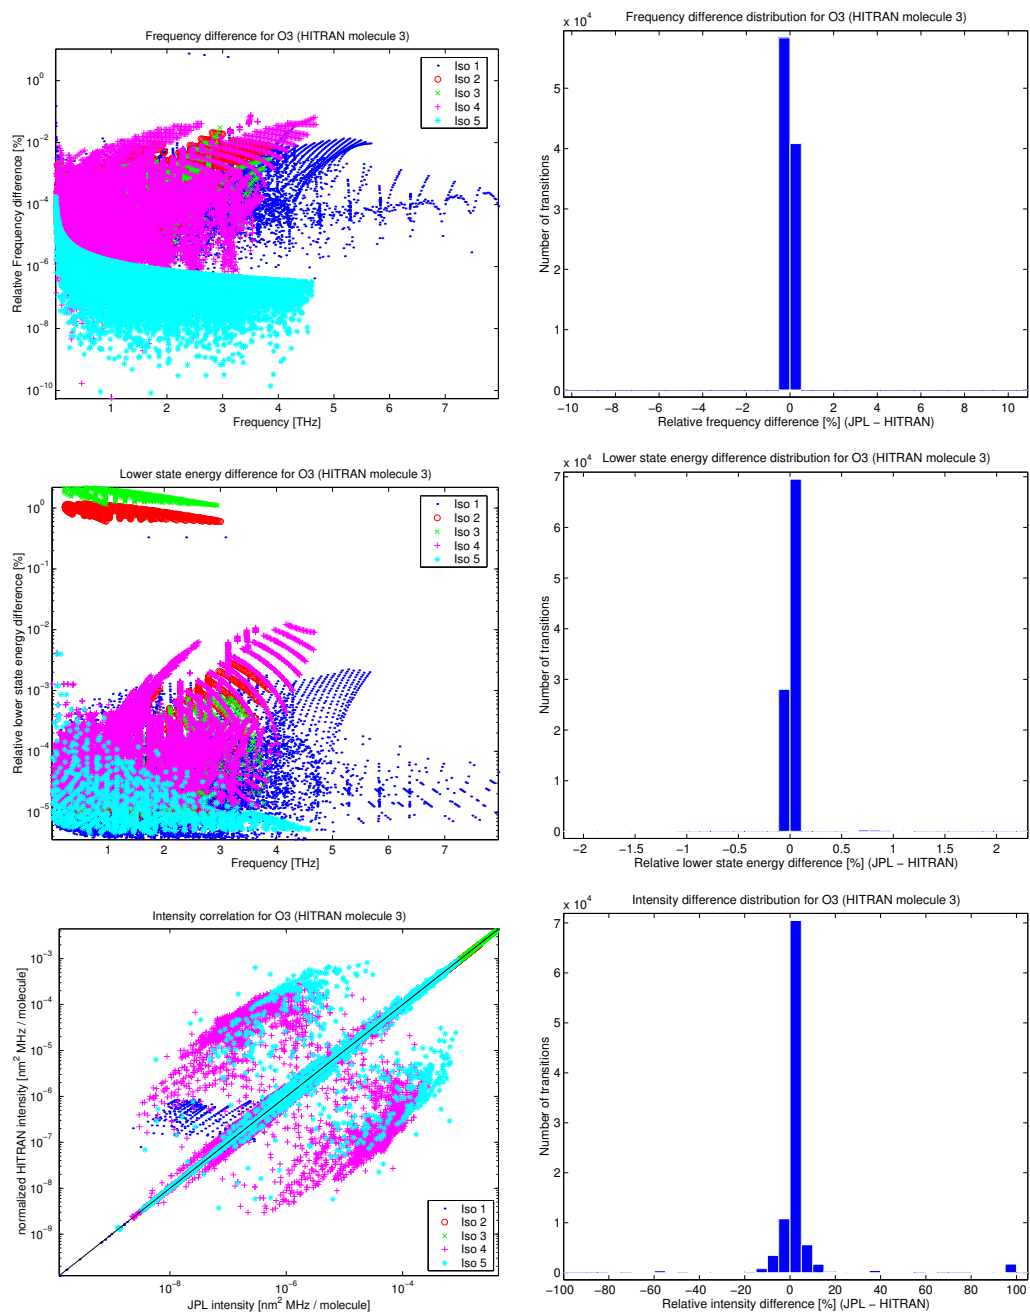 Frequency difference for O3 (HITRAN molecule 3)
Relative Frequency difference [%]
10^0
10^-2
10^-4
10^-6
10^-8
10^-10
1 2 3 4 5 6 7
Frequency [THz]
Iso 1
Iso 2
Iso 3
Iso 4
Iso 5
Frequency difference distribution for O3 (HITRAN molecule 3)
x 10^4
Number of transitions
5
4
3
2
1
0
−10 −8 −6 −4 −2 0 2 4 6 8 10
Relative frequency difference [%] (JPL − HITRAN)
Lower state energy difference for O3 (HITRAN molecule 3)
Relative lower state energy difference [%]
10^0
10^-1
10^-2
10^-3
10^-4
10^-5
1 2 3 4 5 6 7
Frequency [THz]
Iso 1
Iso 2
Iso 3
Iso 4
Iso 5
Lower state energy difference distribution for O3 (HITRAN molecule 3)
x 10^4
Number of transitions
7
6
5
4
3
2
1
0
−2 −1.5 −1 −0.5 0 0.5 1 1.5 2
Relative lower state energy difference [%] (JPL − HITRAN)
Intensity correlation for O3 (HITRAN molecule 3)
normalized HITRAN intensity [nm^2 MHz / molecule]
10^-3
10^-4
10^-5
10^-6
10^-7
10^-8
10^-9
10^-8 10^-6 10^-4
JPL intensity [nm^2 MHz / molecule]
Iso 1
Iso 2
Iso 3
Iso 4
Iso 5
Intensity difference distribution for O3 (HITRAN molecule 3)
x 10^4
Number of transitions
7
6
5
4
3
2
1
0
−100 −80 −60 −40 −20 0 20 40 60 80 100
Relative intensity difference [%] (JPL − HITRAN)